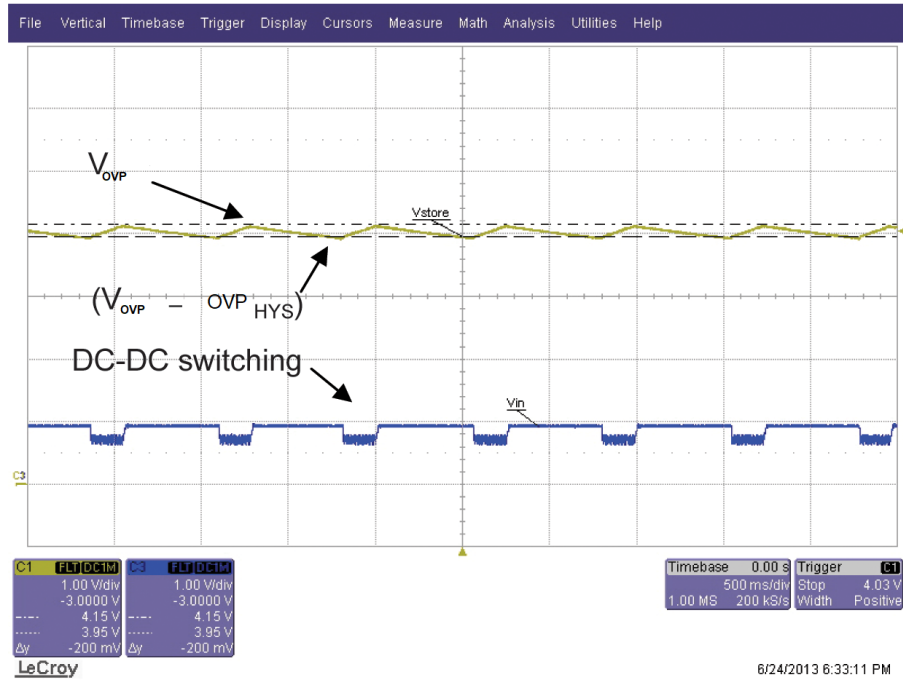 File Vertical Timebase Trigger Display Cursors Measure Math Analysis Utilities Help
VOVP
Vstore
(VOVP – OVP HYS)
DC-DC switching
Vin
C3
C1 FLT DC1M
1.00 V/div
-3.0000 V
4.15 V
3.95 V
Δy -200 mV
C3 FLT DC1M
1.00 V/div
-3.0000 V
4.15 V
3.95 V
Δy -200 mV
Timebase 0.00 s
500 ms/div
1.00 MS 200 kS/s
Trigger C1
Stop 4.03 V
Width Positive
LeCroy
6/24/2013 6:33:11 PM